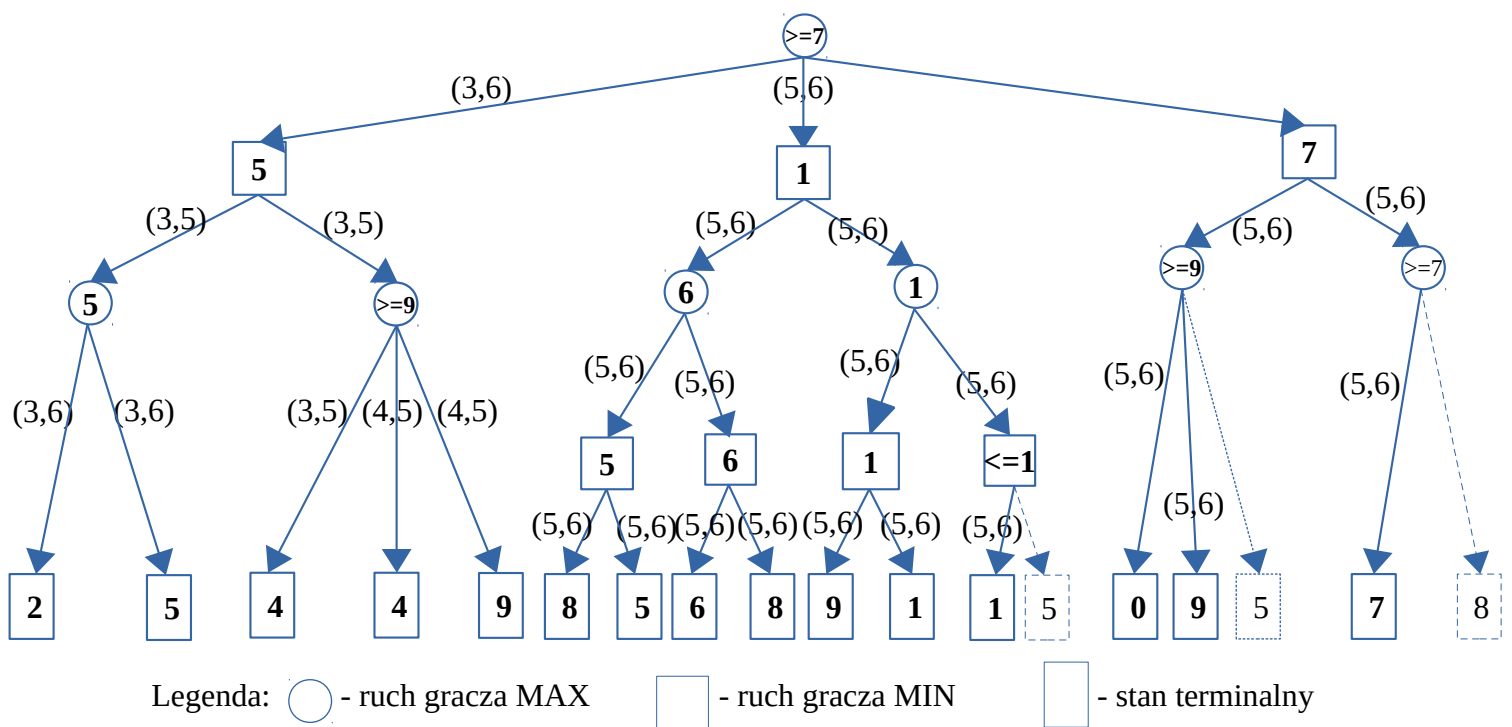 >=7
(3,6) (5,6)
5 1 7
(3,5) (3,5) (5,6) (5,6) (5,6) (5,6)
5 >=9 6 1 >=9 >=7
(5,6) (5,6) (5,6) (5,6) (5,6) (5,6)
(3,6) (3,6) (3,5) (4,5) (4,5)
5 6 1 <=1
(5,6) (5,6) (5,6) (5,6) (5,6) (5,6) (5,6) (5,6)
2 5 4 4 9 8 5 6 8 9 1 1 5 0 9 5 7 8
Legenda: - ruch gracza MAX - ruch gracza MIN - stan terminalny